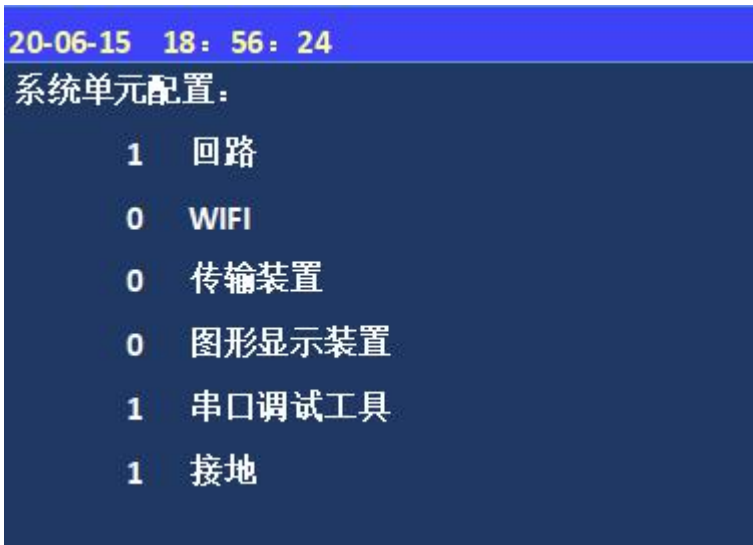 20-06-15 18：56：24
系统单元配置：
1 回路
0 WIFI
0 传输装置
0 图形显示装置
1 串口调试工具
1 接地